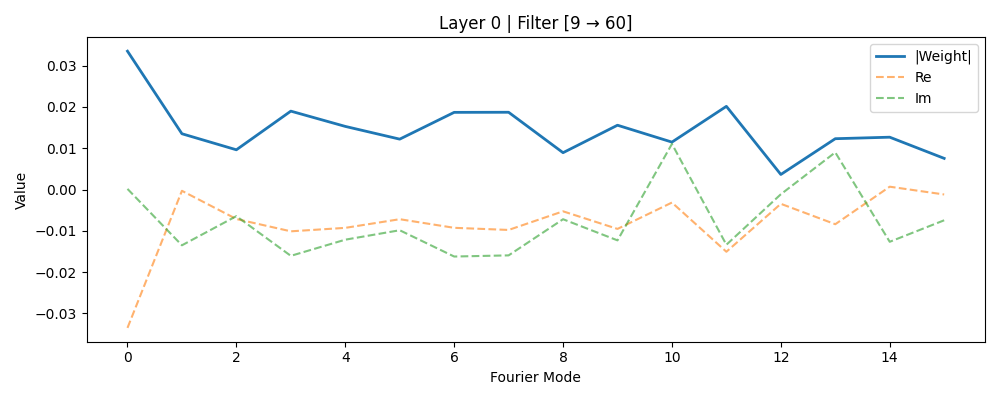 Layer 0 | Filter [9 → 60]
|Weight|
Re
Im
Value
0.03
0.02
0.01
0.00
−0.01
−0.02
−0.03
0 2 4 6 8 10 12 14
Fourier Mode